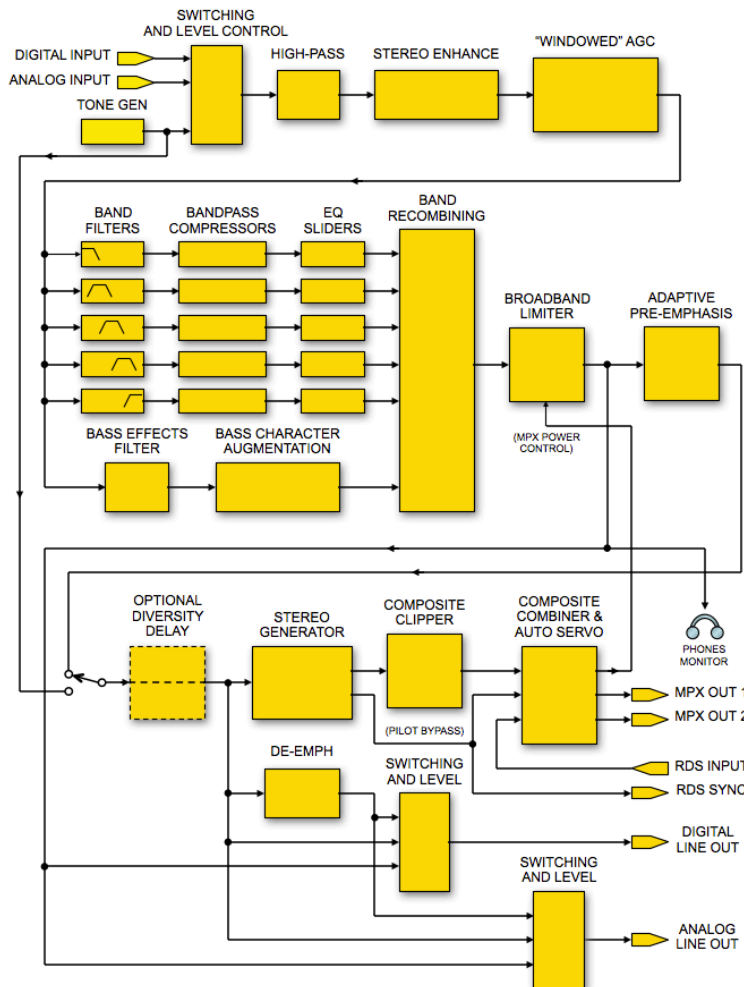 SWITCHING
AND LEVEL CONTROL
DIGITAL INPUT
ANALOG INPUT
TONE GEN
HIGH-PASS
STEREO ENHANCE
“WINDOWED” AGC
BAND
FILTERS
BANDPASS
COMPRESSORS
EQ
SLIDERS
BAND
RECOMBINING
BROADBAND
LIMITER
ADAPTIVE
PRE-EMPHASIS
(MPX POWER
CONTROL)
BASS EFFECTS
FILTER
BASS CHARACTER
AUGMENTATION
OPTIONAL
DIVERSITY
DELAY
STEREO
GENERATOR
COMPOSITE
CLIPPER
COMPOSITE
COMBINER &
AUTO SERVO
PHONES
MONITOR
MPX OUT 1
MPX OUT 2
(PILOT BYPASS)
RDS INPUT
RDS SYNC
DE-EMPH
SWITCHING
AND LEVEL
DIGITAL
LINE OUT
SWITCHING
AND LEVEL
ANALOG
LINE OUT